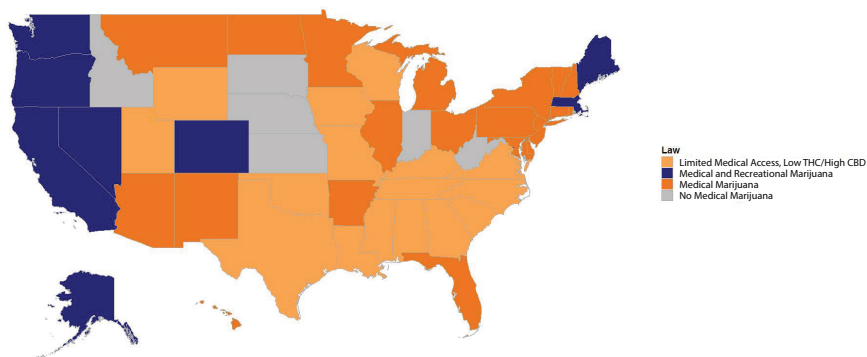 Law
Limited Medical Access, Low THC/High CBD
Medical and Recreational Marijuana
Medical Marijuana
No Medical Marijuana